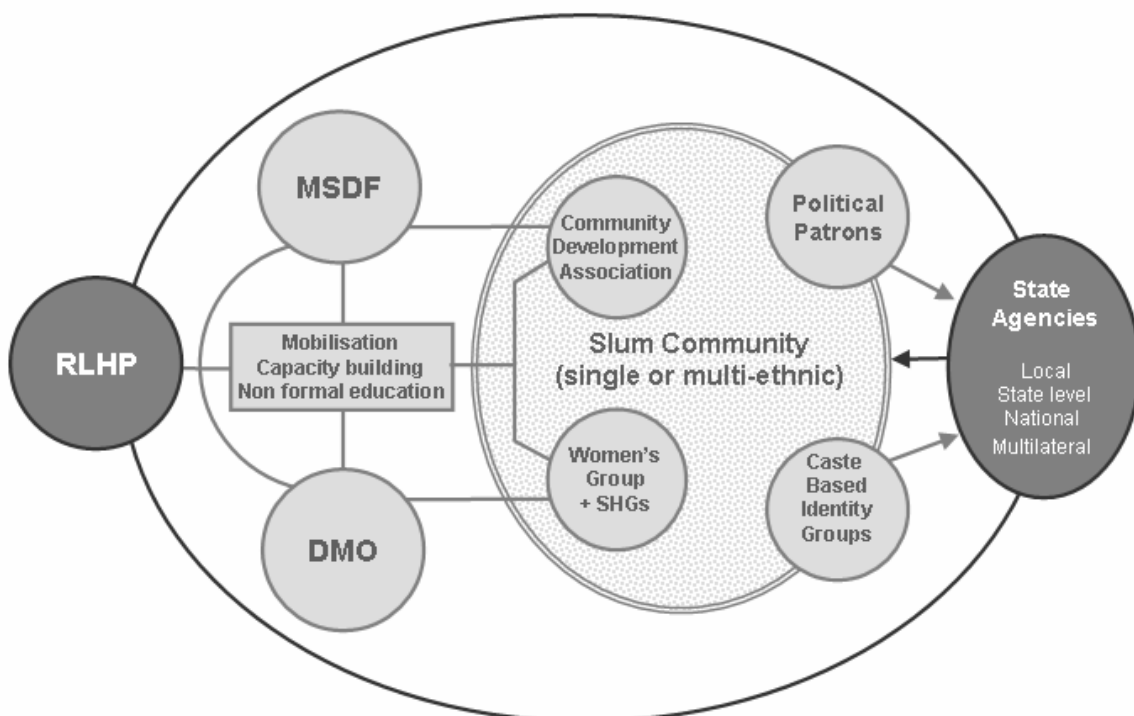 MSDF
Community
Development
Association
Political
Patrons
RLHP
Mobilisation
Capacity building
Non formal education
Slum Community
(single or multi-ethnic)
State
Agencies
Local
State level
National
Multilateral
DMO
Women's
Group
+ SHGs
Caste
Based
Identity
Groups